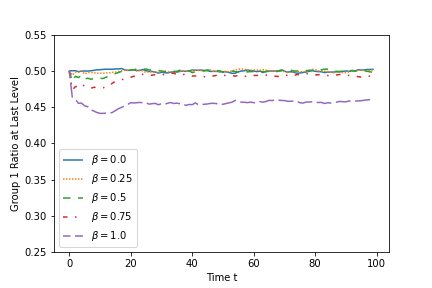 0.55
0.50
0.45
0.40
0.35
0.30
0.25
Group 1 Ratio at Last Level
β = 0.0
β = 0.25
β = 0.5
β = 0.75
β = 1.0
0 20 40 60 80 100
Time t